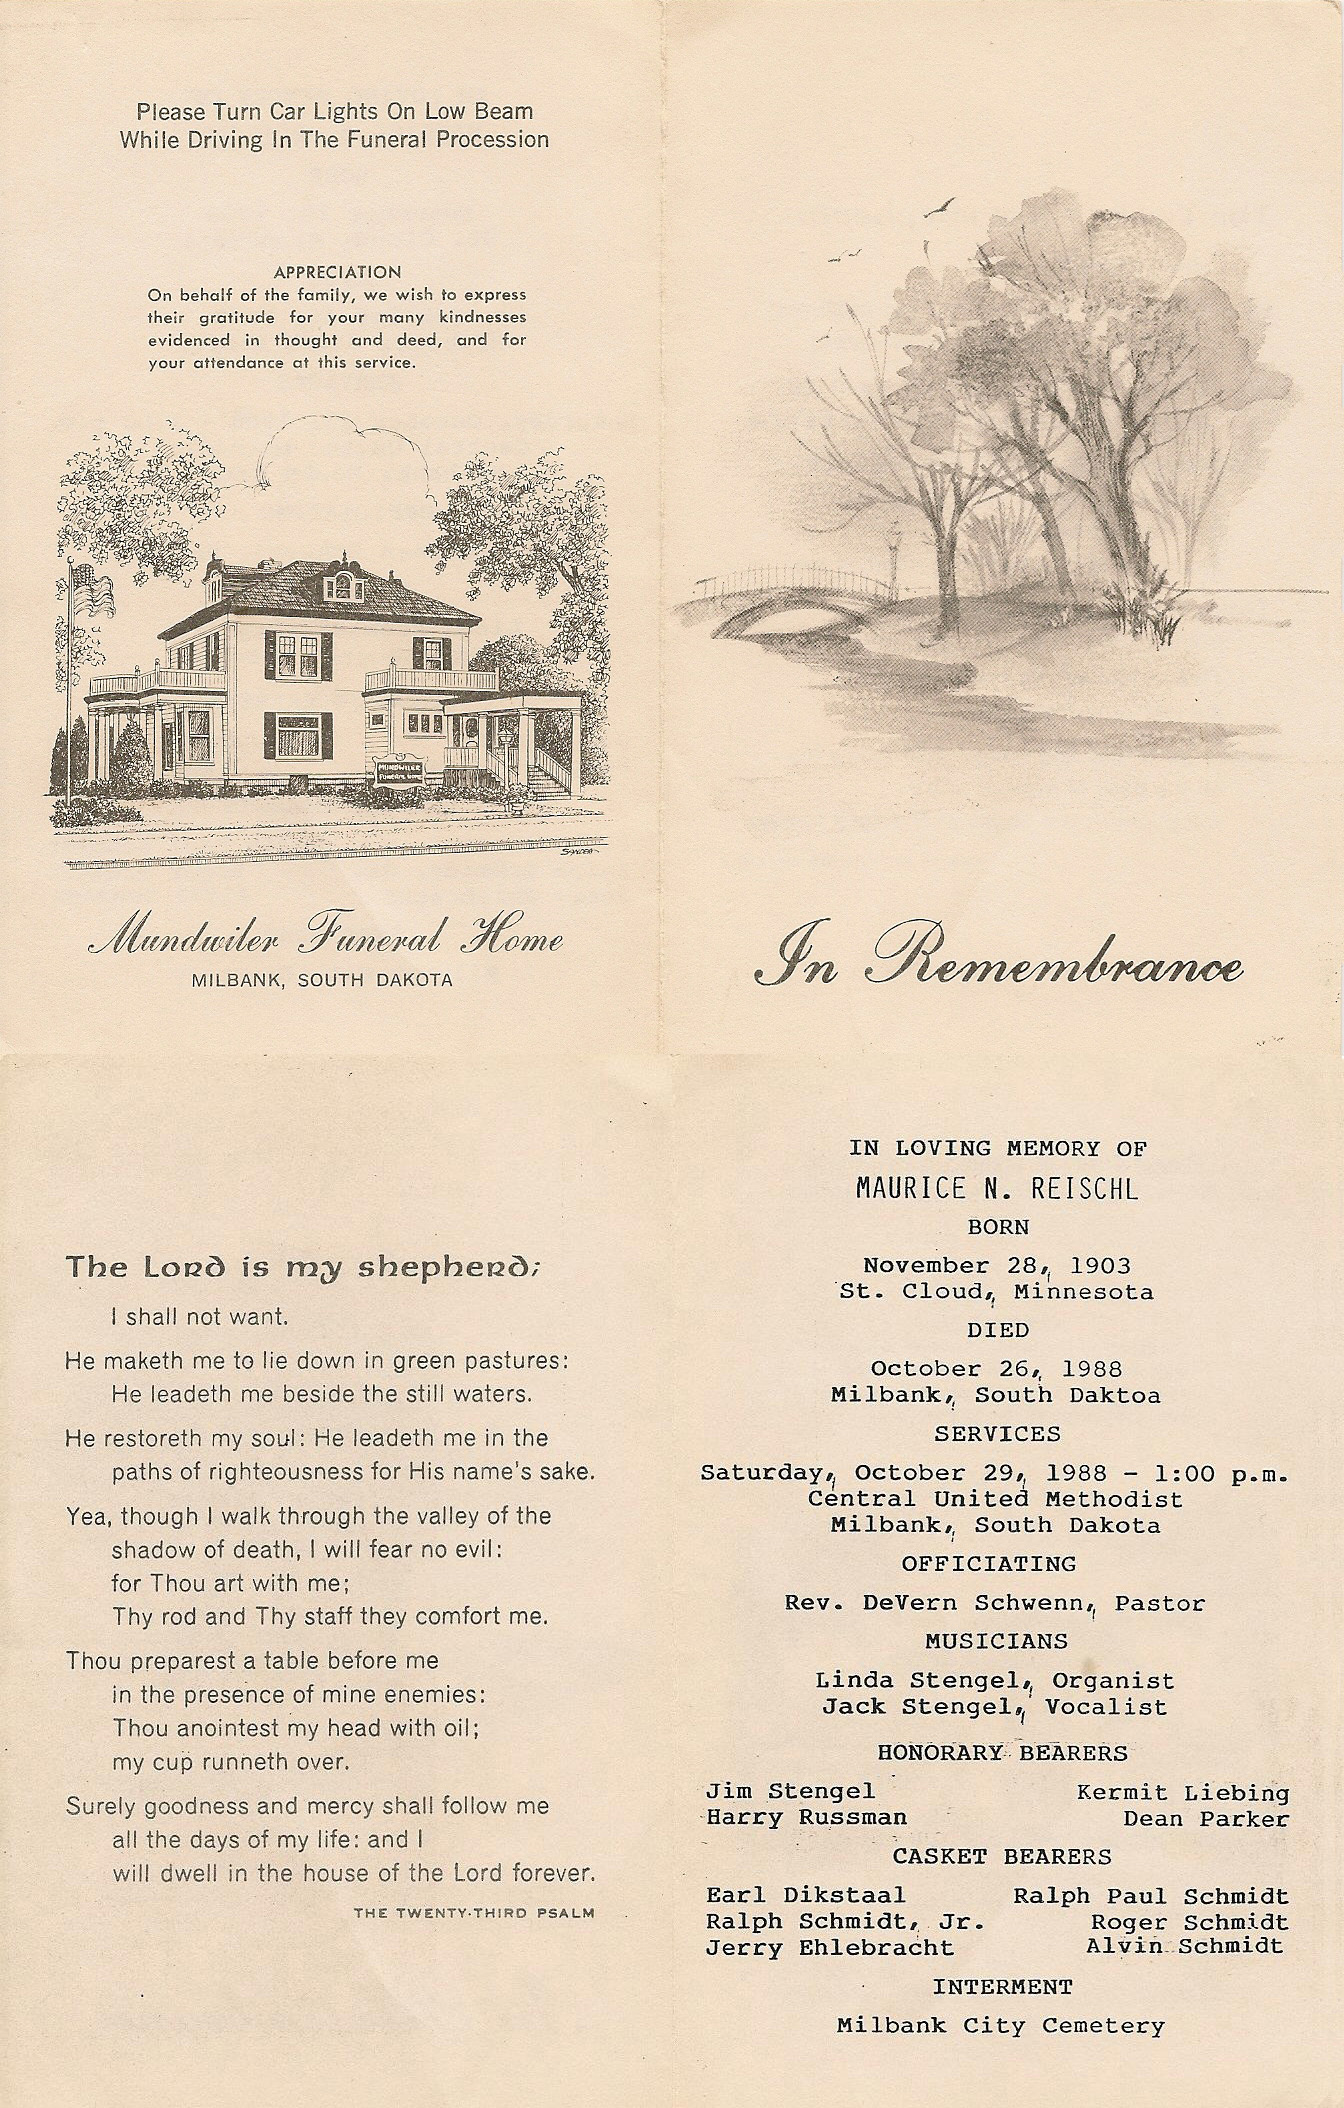 Please Turn Car Lights On Low Beam
While Driving In The Funeral Procession
APPRECIATION
On behalf of the family, we wish to express
their gratitude for your many kindnesses
evidenced in thought and deed, and for
your attendance at this service.
MUNDWILER
FUNERAL HOME
Mundwiler Funeral Home
MILBANK, SOUTH DAKOTA
In Remembrance
The Lord is my shepherd;
I shall not want.
He maketh me to lie down in green pastures:
He leadeth me beside the still waters.
He restoreth my soul: He leadeth me in the
paths of righteousness for His name's sake.
Yea, though I walk through the valley of the
shadow of death, I will fear no evil:
for Thou art with me;
Thy rod and Thy staff they comfort me.
Thou preparest a table before me
in the presence of mine enemies:
Thou anointest my head with oil;
my cup runneth over.
Surely goodness and mercy shall follow me
all the days of my life: and I
will dwell in the house of the Lord forever.
THE TWENTY-THIRD PSALM
IN LOVING MEMORY OF
MAURICE N. REISCHL
BORN
November 28, 1903
St. Cloud, Minnesota
DIED
October 26, 1988
Milbank, South Daktoa
SERVICES
Saturday, October 29, 1988 - 1:00 p.m.
Central United Methodist
Milbank, South Dakota
OFFICIATING
Rev. DeVern Schwenn, Pastor
MUSICIANS
Linda Stengel, Organist
Jack Stengel, Vocalist
HONORARY BEARERS
Jim Stengel Kermit Liebing
Harry Russman Dean Parker
CASKET BEARERS
Earl Dikstaal Ralph Paul Schmidt
Ralph Schmidt, Jr. Roger Schmidt
Jerry Ehlebracht Alvin Schmidt
INTERMENT
Milbank City Cemetery